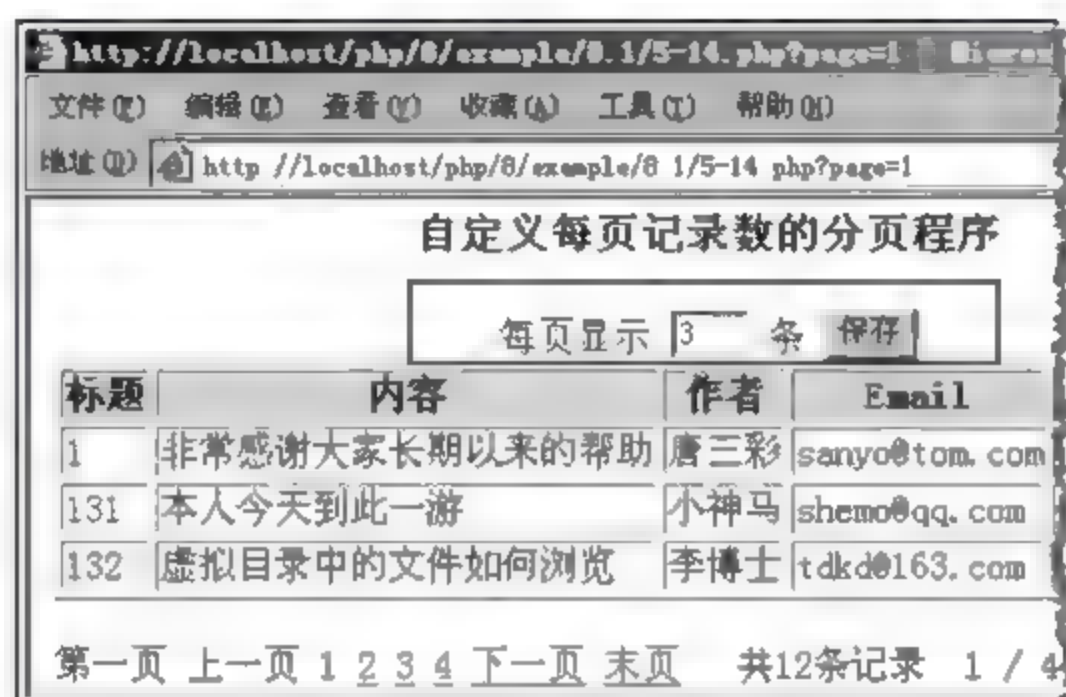 http://localhost/php/8/example/8.1/5-14.php?page=1
文件(F) 编辑(E) 查看(V) 收藏(A) 工具(T) 帮助(H)
地址(D) http //localhost/php/8/example/8 1/5-14 php?page=1
自定义每页记录数的分页程序
每页显示 3 条 保存
标题 内容 作者 Email
1 非常感谢大家长期以来的帮助 唐三彩 sanyo@tom.com
131 本人今天到此一游 小神马 shemo@qq.com
132 虚拟目录中的文件如何浏览 李博士 tdkd@163.com
第一页 上一页 1 2 3 4 下一页 末页 共12条记录 1 / 4